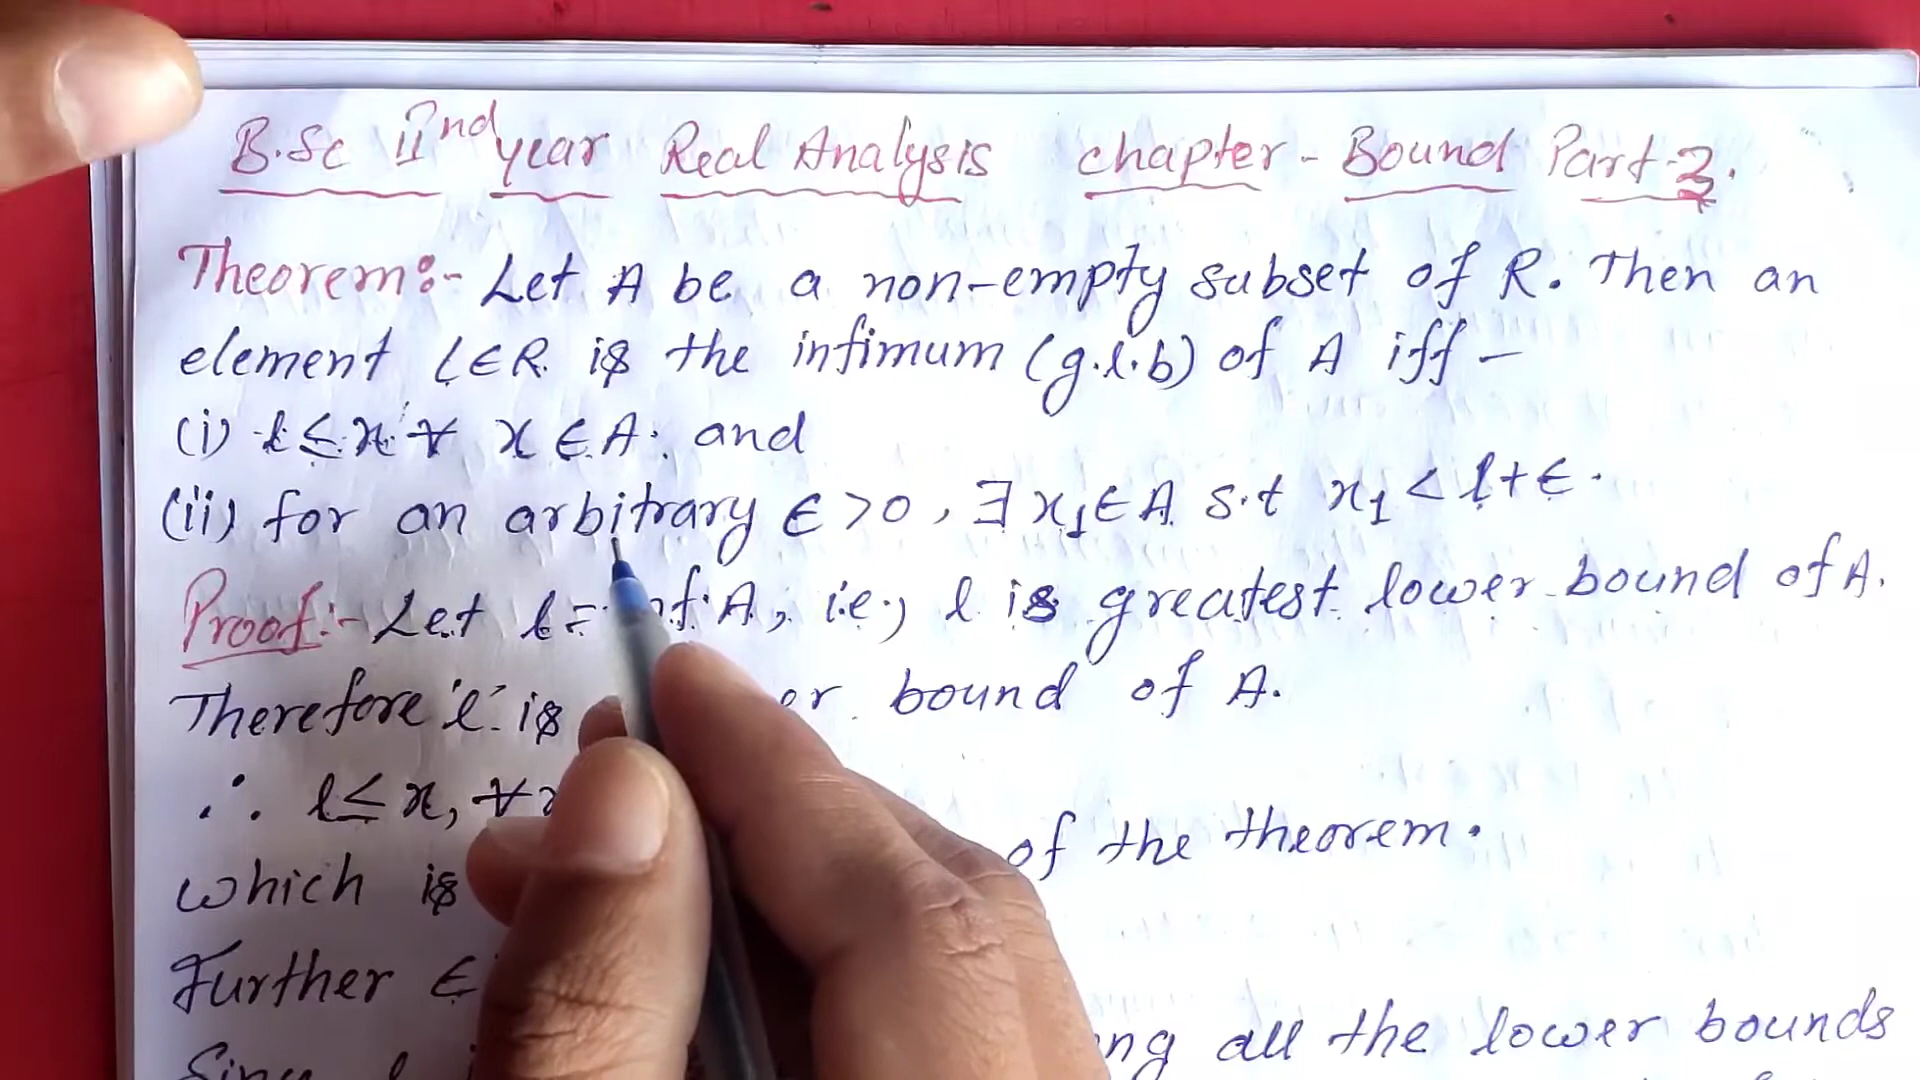 B.Sc IInd year Real Analysis chapter - Bound Part-2.
Theorem:- Let A be a non-empty subset of R. Then an
element l∈R is the infimum (g.l.b) of A iff -
(i) l≤x ∀ x∈A. and
(ii) for an arbitrary ∈>0, ∃ x₁∈A s.t x₁<l+∈.
Proof:- Let l= A, i.e., l is greatest lower bound of A.
Therefore 'l' is bound of A.
∴ l≤x, ∀
which is of the theorem.
Further ∈
l all the lower bounds